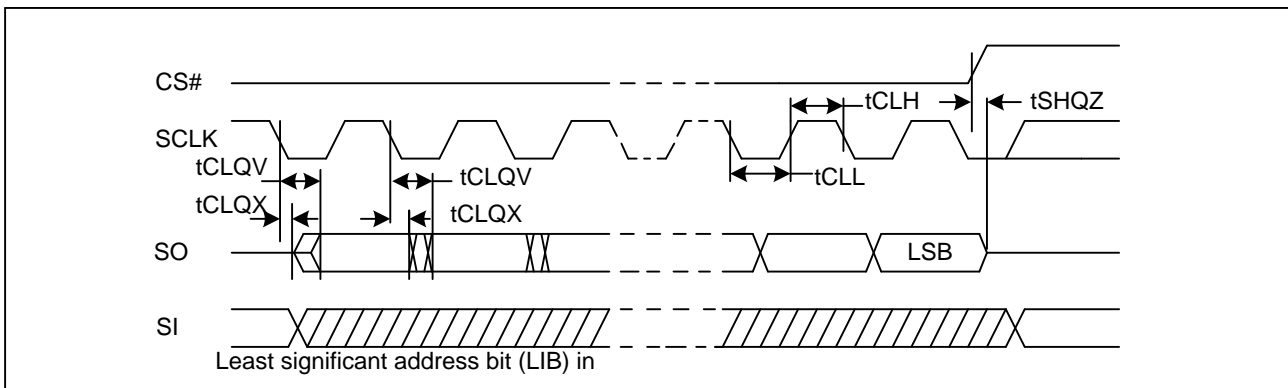 CS#
tCLH
tSHQZ
SCLK
tCLQV
tCLQV
tCLL
tCLQX
tCLQX
SO
LSB
SI
Least significant address bit (LIB) in